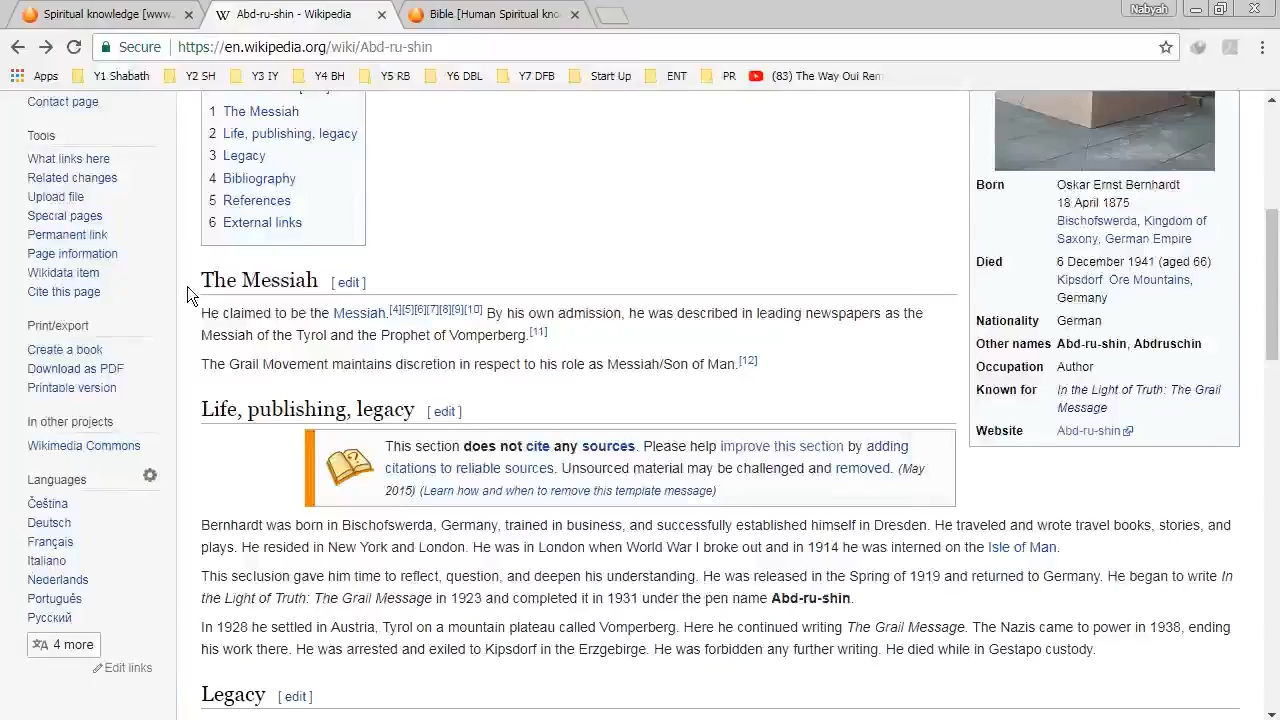 Spiritual knowledge [www.
Abd-ru-shin - Wikipedia
Bible [Human Spiritual kno
Nabyah
Secure https://en.wikipedia.org/wiki/Abd-ru-shin
Apps Y1 Shabath Y2 SH Y3 IY Y4 BH Y5 RB Y6 DBL Y7 DFB Start Up ENT PR (83) The Way Oui Rem
Contact page
Tools
What links here
Related changes
Upload file
Special pages
Permanent link
Page information
Wikidata item
Cite this page
Print/export
Create a book
Download as PDF
Printable version
In other projects
Wikimedia Commons
Languages
Čeština
Deutsch
Français
Italiano
Nederlands
Português
Русский
4 more
Edit links
1 The Messiah
2 Life, publishing, legacy
3 Legacy
4 Bibliography
5 References
6 External links
The Messiah [ edit ]
He claimed to be the Messiah.[4][5][6][7][8][9][10] By his own admission, he was described in leading newspapers as the
Messiah of the Tyrol and the Prophet of Vomperberg.[11]
The Grail Movement maintains discretion in respect to his role as Messiah/Son of Man.[12]
Life, publishing, legacy [ edit ]
This section does not cite any sources. Please help improve this section by adding
citations to reliable sources. Unsourced material may be challenged and removed. (May
2015) (Learn how and when to remove this template message)
Bernhardt was born in Bischofswerda, Germany, trained in business, and successfully established himself in Dresden. He traveled and wrote travel books, stories, and
plays. He resided in New York and London. He was in London when World War I broke out and in 1914 he was interned on the Isle of Man.
This seclusion gave him time to reflect, question, and deepen his understanding. He was released in the Spring of 1919 and returned to Germany. He began to write In
the Light of Truth: The Grail Message in 1923 and completed it in 1931 under the pen name Abd-ru-shin.
In 1928 he settled in Austria, Tyrol on a mountain plateau called Vomperberg. Here he continued writing The Grail Message. The Nazis came to power in 1938, ending
his work there. He was arrested and exiled to Kipsdorf in the Erzgebirge. He was forbidden any further writing. He died while in Gestapo custody.
Legacy [ edit ]
Born Oskar Ernst Bernhardt
18 April 1875
Bischofswerda, Kingdom of
Saxony, German Empire
Died 6 December 1941 (aged 66)
Kipsdorf Ore Mountains,
Germany
Nationality German
Other names Abd-ru-shin, Abdruschin
Occupation Author
Known for In the Light of Truth: The Grail
Message
Website Abd-ru-shin